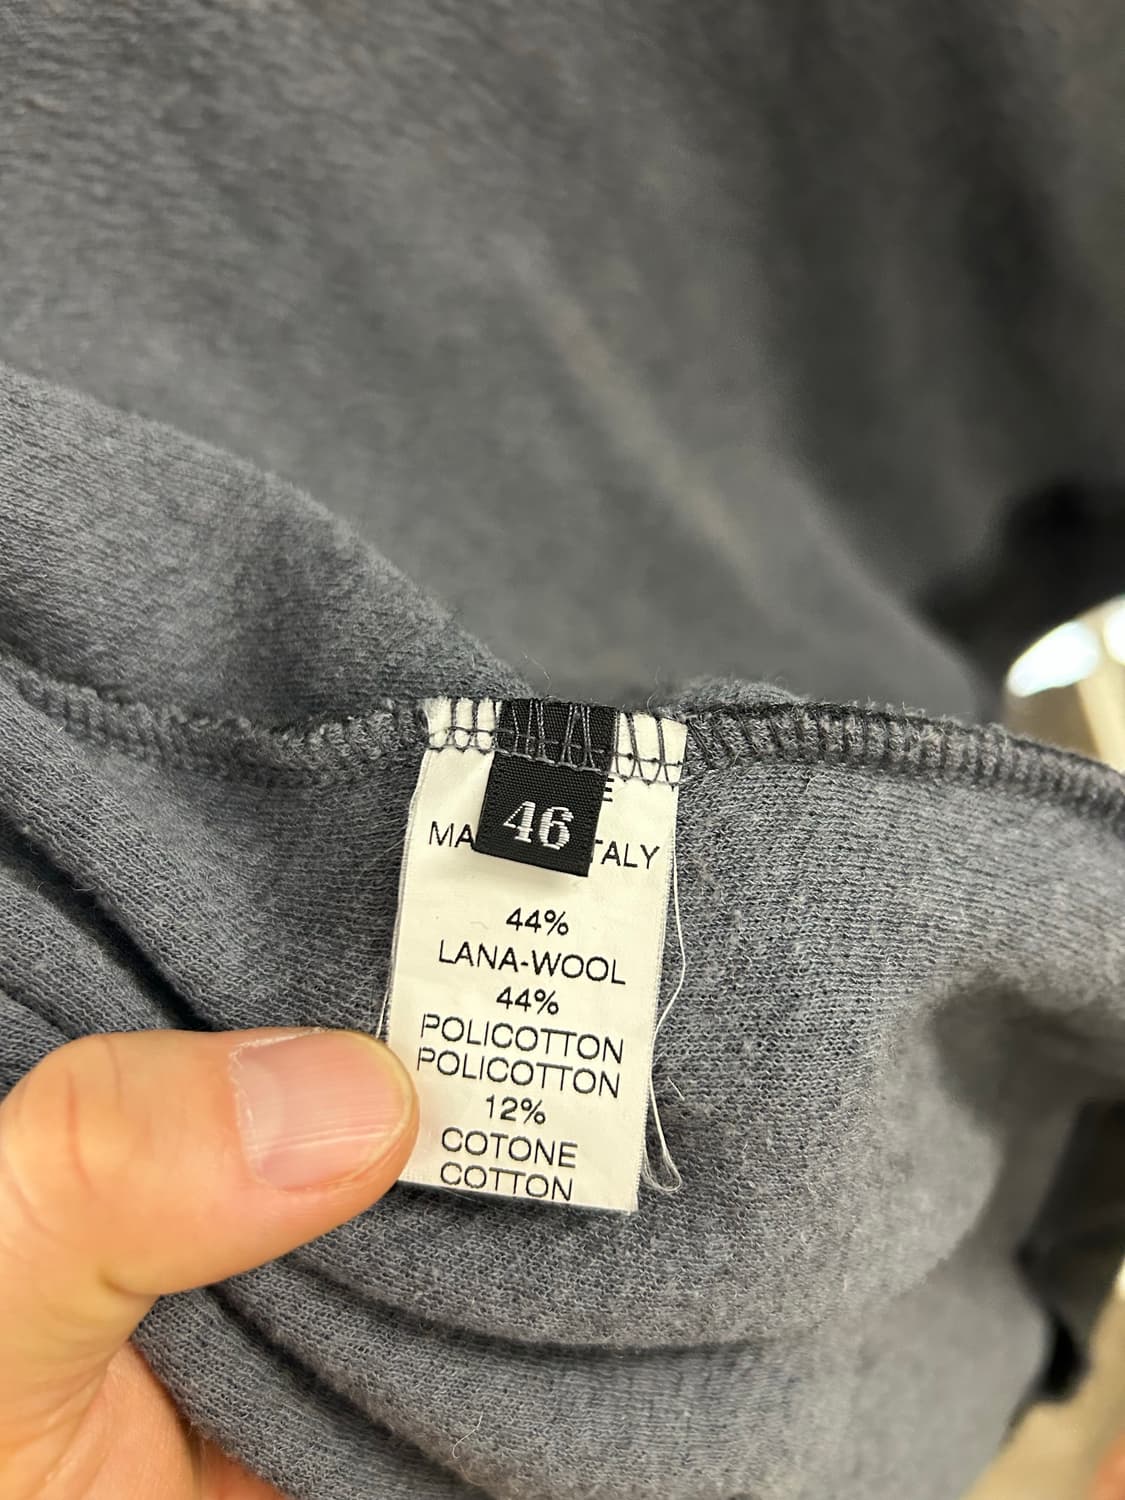 46
44%
LANA-WOOL
44%
POLICOTTON
POLICOTTON
12%
COTONE
COTTON